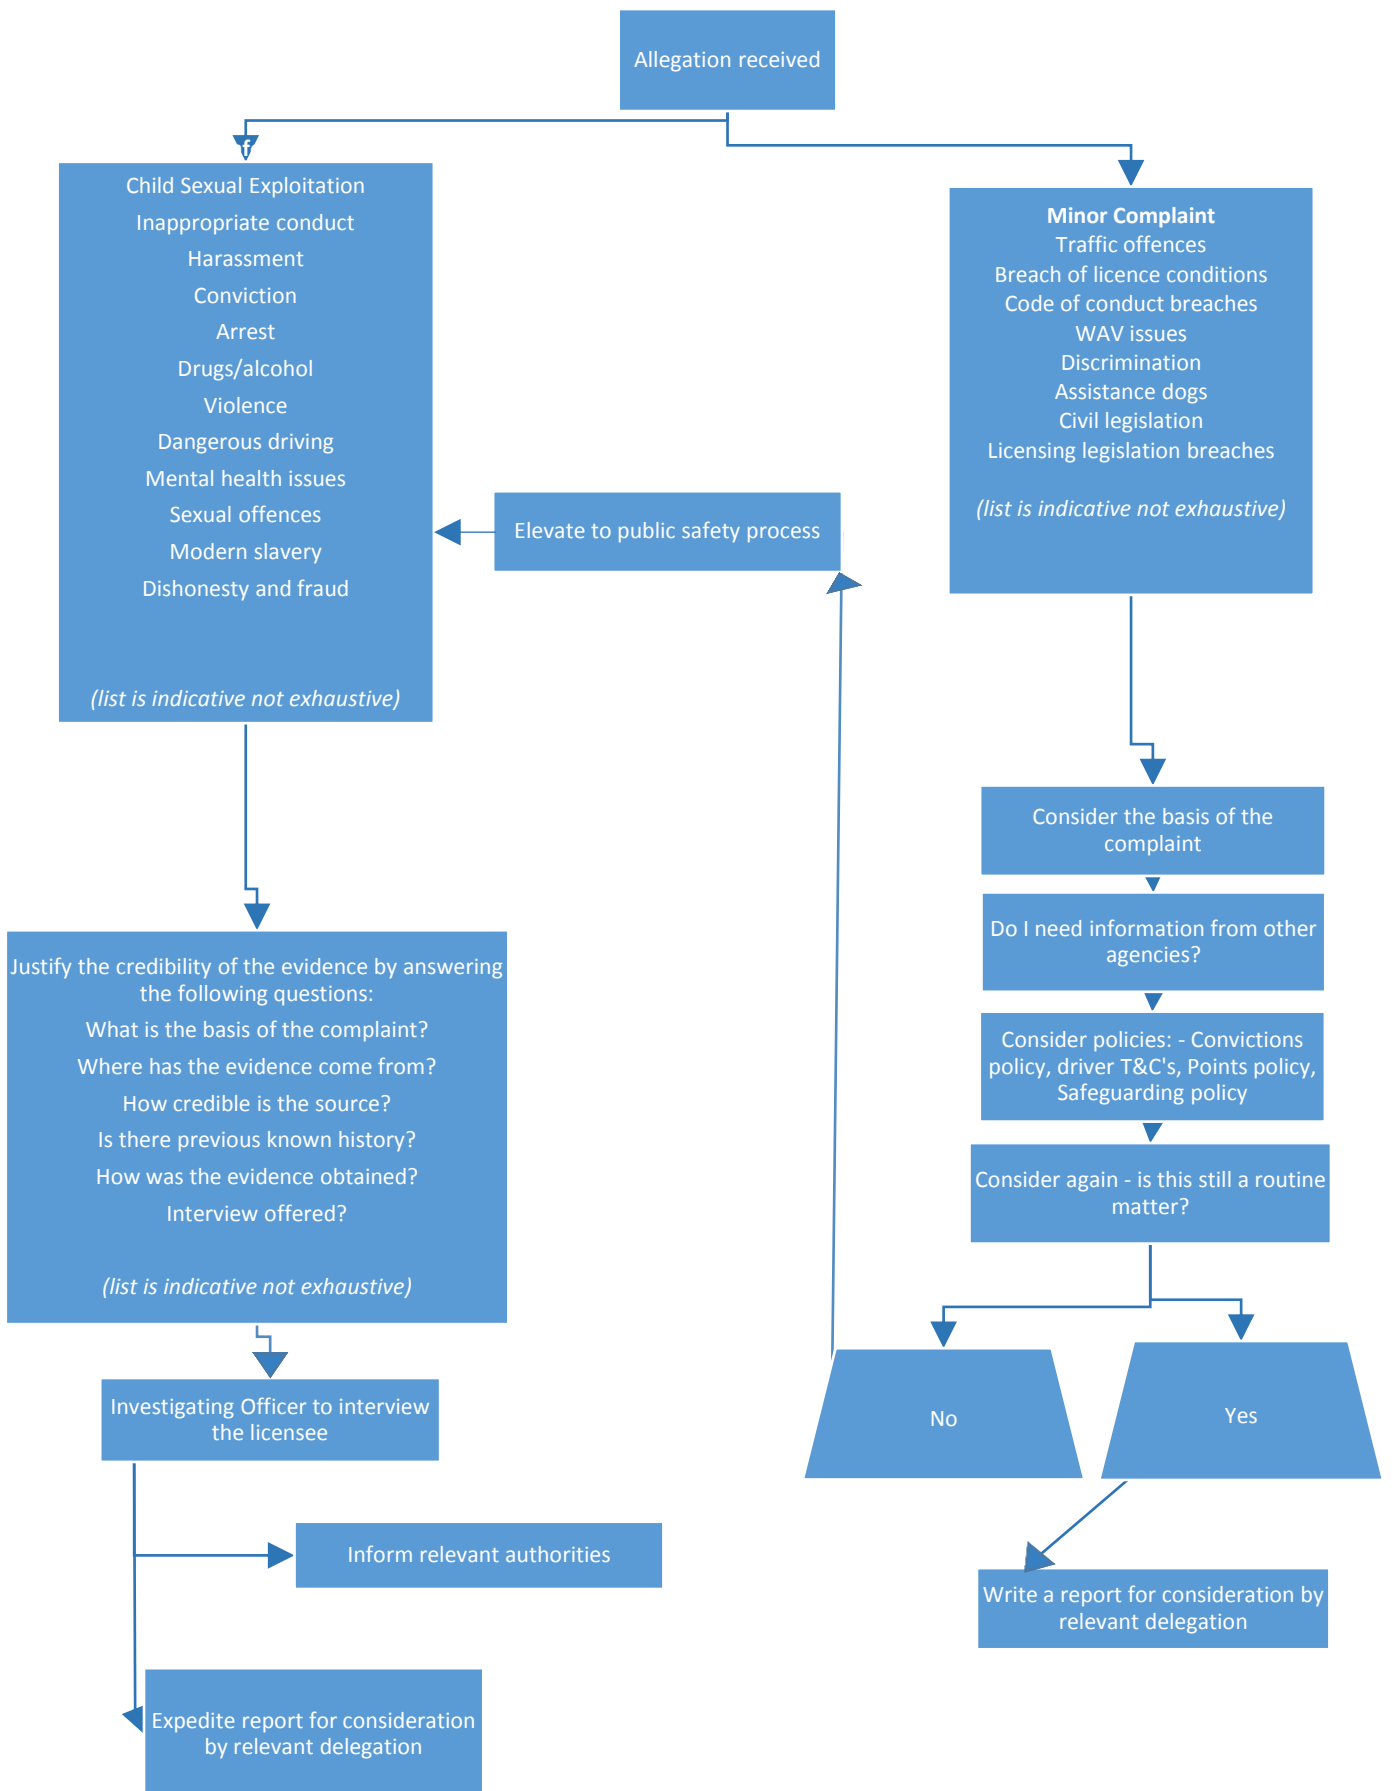 Allegation received
f
Child Sexual Exploitation
Inappropriate conduct
Harassment
Conviction
Arrest
Drugs/alcohol
Violence
Dangerous driving
Mental health issues
Sexual offences
Modern slavery
Dishonesty and fraud
(list is indicative not exhaustive)
Minor Complaint
Traffic offences
Breach of licence conditions
Code of conduct breaches
WAV issues
Discrimination
Assistance dogs
Civil legislation
Licensing legislation breaches
(list is indicative not exhaustive)
Elevate to public safety process
Consider the basis of the
complaint
Do I need information from other
agencies?
Consider policies: - Convictions
policy, driver T&C's, Points policy,
Safeguarding policy
Consider again - is this still a routine
matter?
Justify the credibility of the evidence by answering
the following questions:
What is the basis of the complaint?
Where has the evidence come from?
How credible is the source?
Is there previous known history?
How was the evidence obtained?
Interview offered?
(list is indicative not exhaustive)
Investigating Officer to interview
the licensee
No
Yes
Inform relevant authorities
Write a report for consideration by
relevant delegation
Expedite report for consideration
by relevant delegation